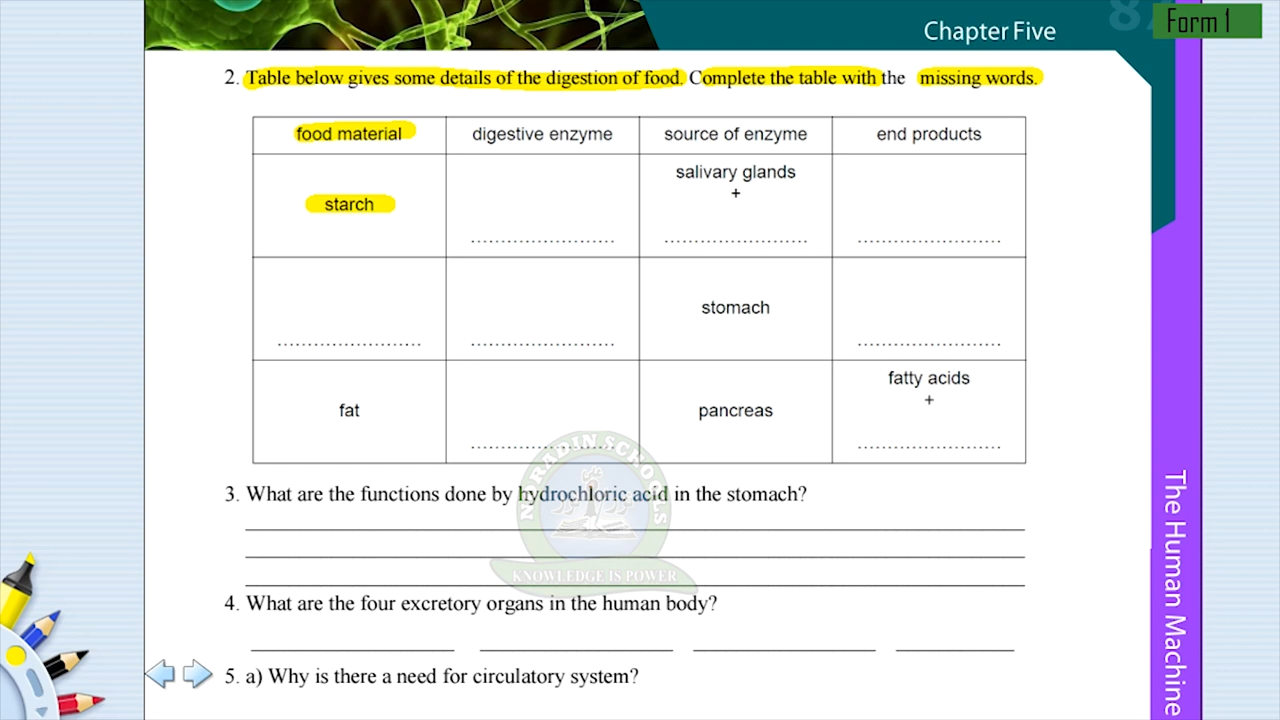 Form 1
Chapter Five
2. Table below gives some details of the digestion of food. Complete the table with the missing words.
food material digestive enzyme source of enzyme end products
starch salivary glands
+
........................ ........................ ........................
stomach
........................ ........................ ........................
fat pancreas fatty acids
+
........................ ........................
3. What are the functions done by hydrochloric acid in the stomach?
4. What are the four excretory organs in the human body?
5. a) Why is there a need for circulatory system?
The Human Machine
NORADIN SCHOOLS
KNOWLEDGE IS POWER